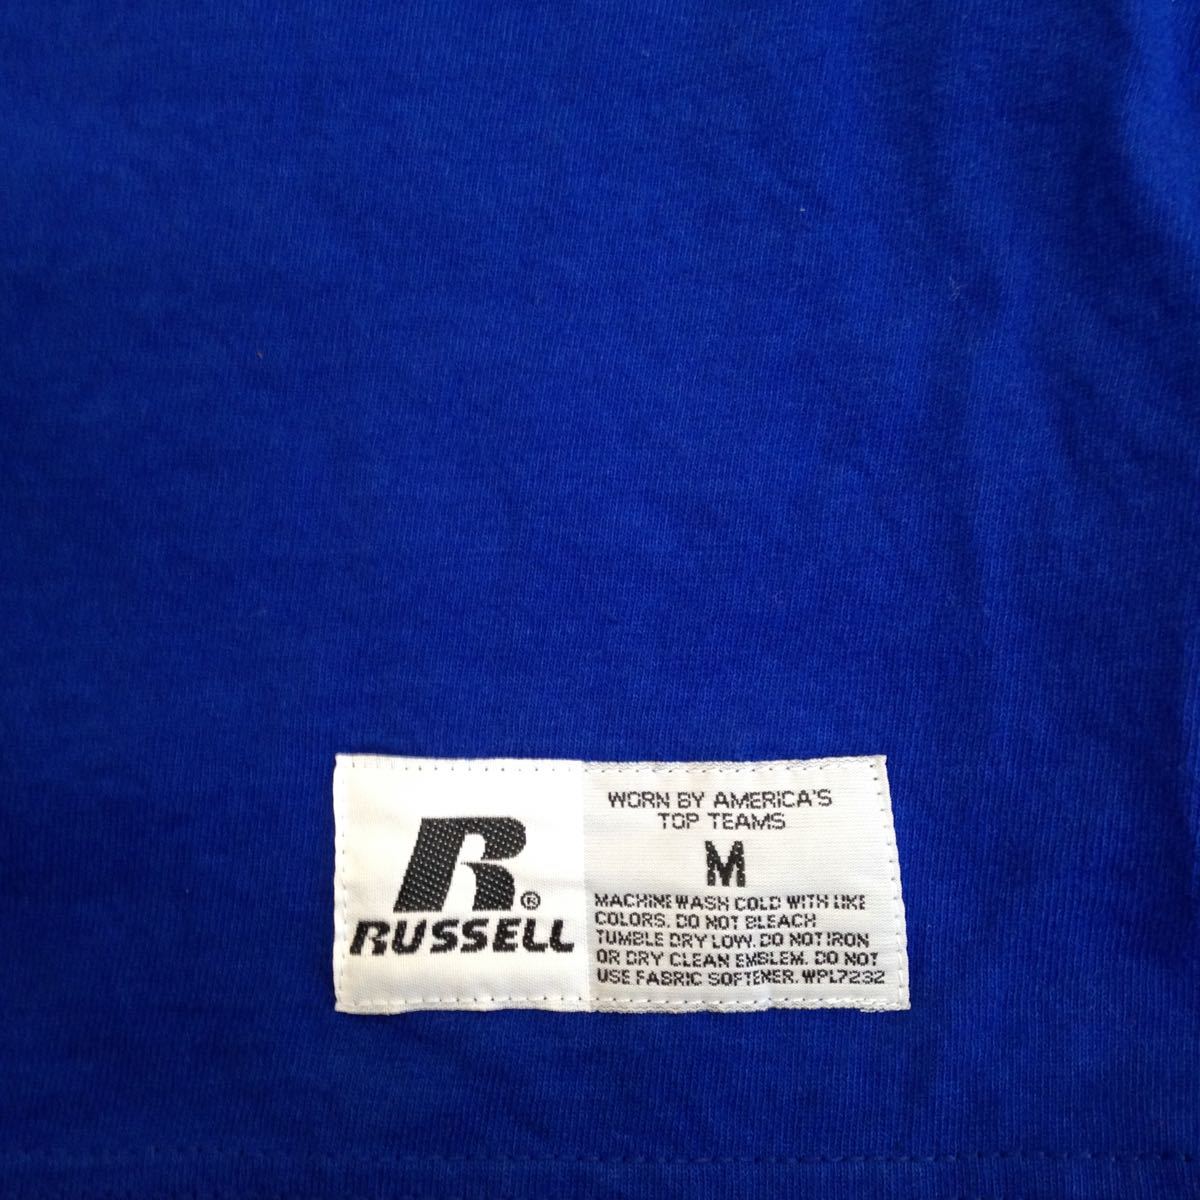 R®
RUSSELL
WORN BY AMERICA'S
TOP TEAMS
M
MACHINE WASH COLD WITH LIKE
COLORS. DO NOT BLEACH
TUMBLE DRY LOW. DO NOT IRON
OR DRY CLEAN EMBLEM. DO NOT
USE FABRIC SOFTENER. WPL7232